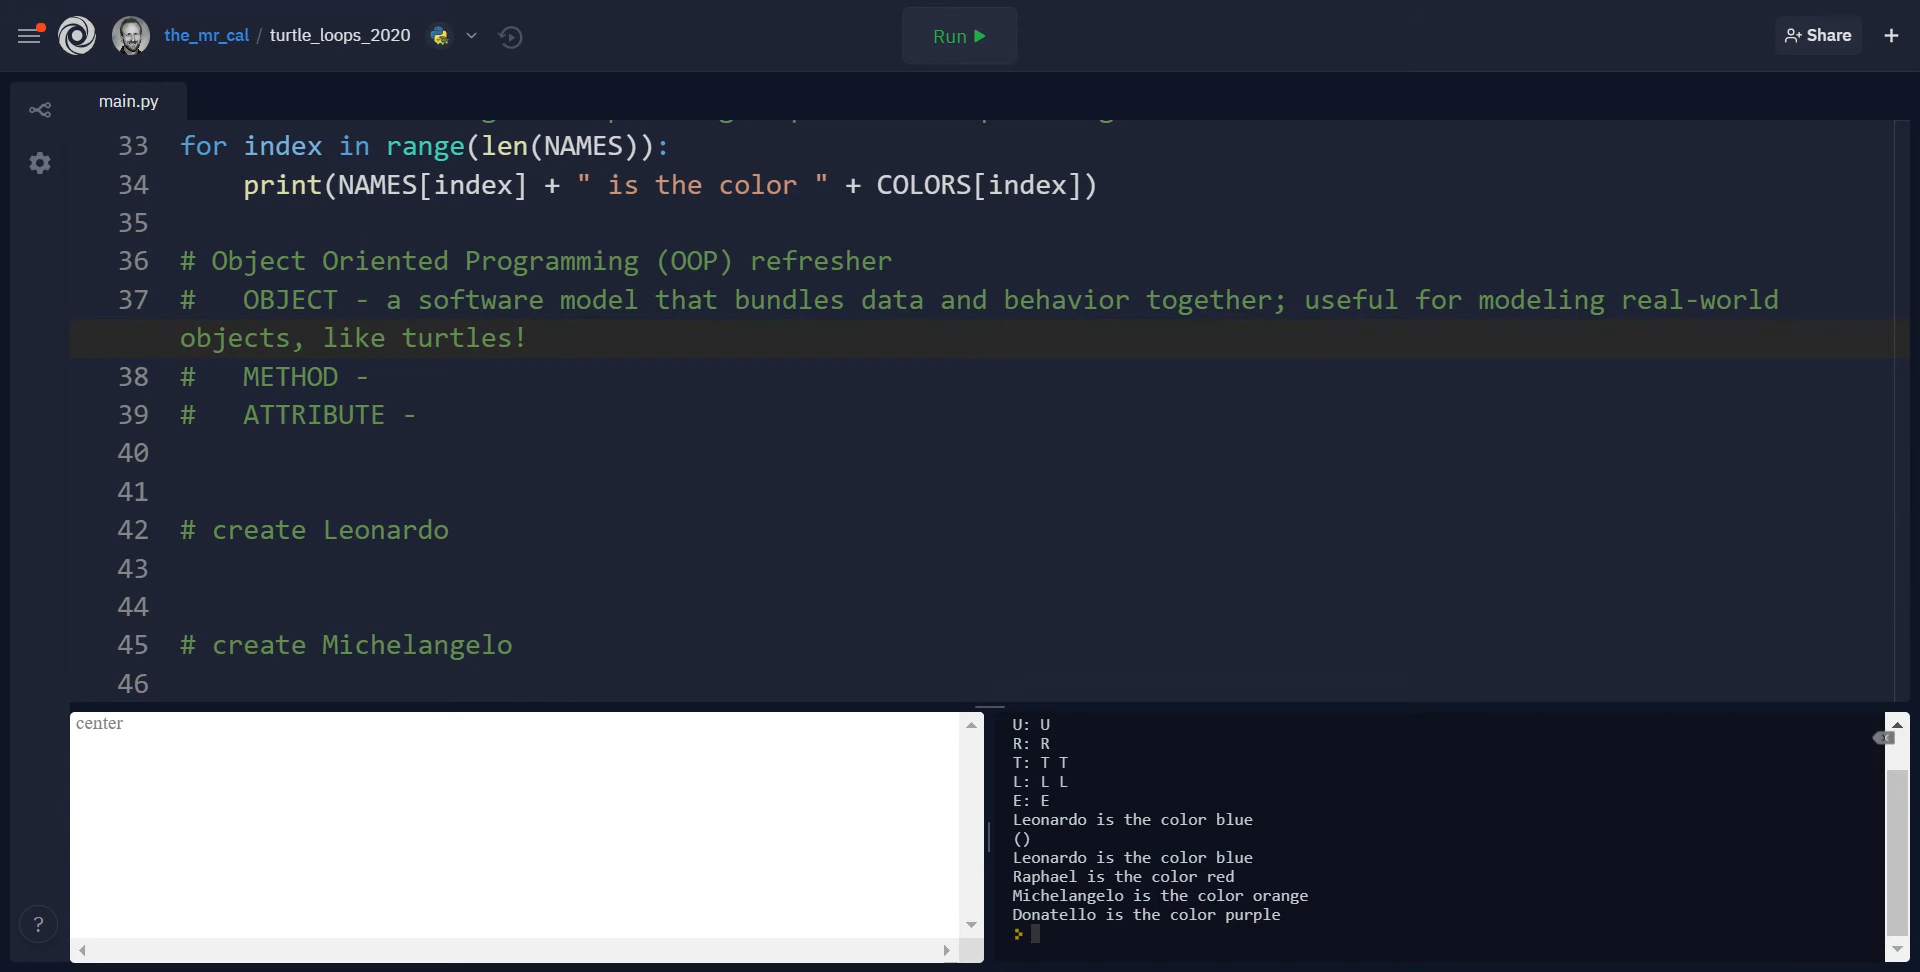 the_mr_cal / turtle_loops_2020
Run
Share
+
main.py
33 for index in range(len(NAMES)):
34 print(NAMES[index] + " is the color " + COLORS[index])
35
36 # Object Oriented Programming (OOP) refresher
37 # OBJECT - a software model that bundles data and behavior together; useful for modeling real-world
objects, like turtles!
38 # METHOD -
39 # ATTRIBUTE -
40
41
42 # create Leonardo
43
44
45 # create Michelangelo
46
center
U: U
R: R
T: T T
L: L L
E: E
Leonardo is the color blue
()
Leonardo is the color blue
Raphael is the color red
Michelangelo is the color orange
Donatello is the color purple
?